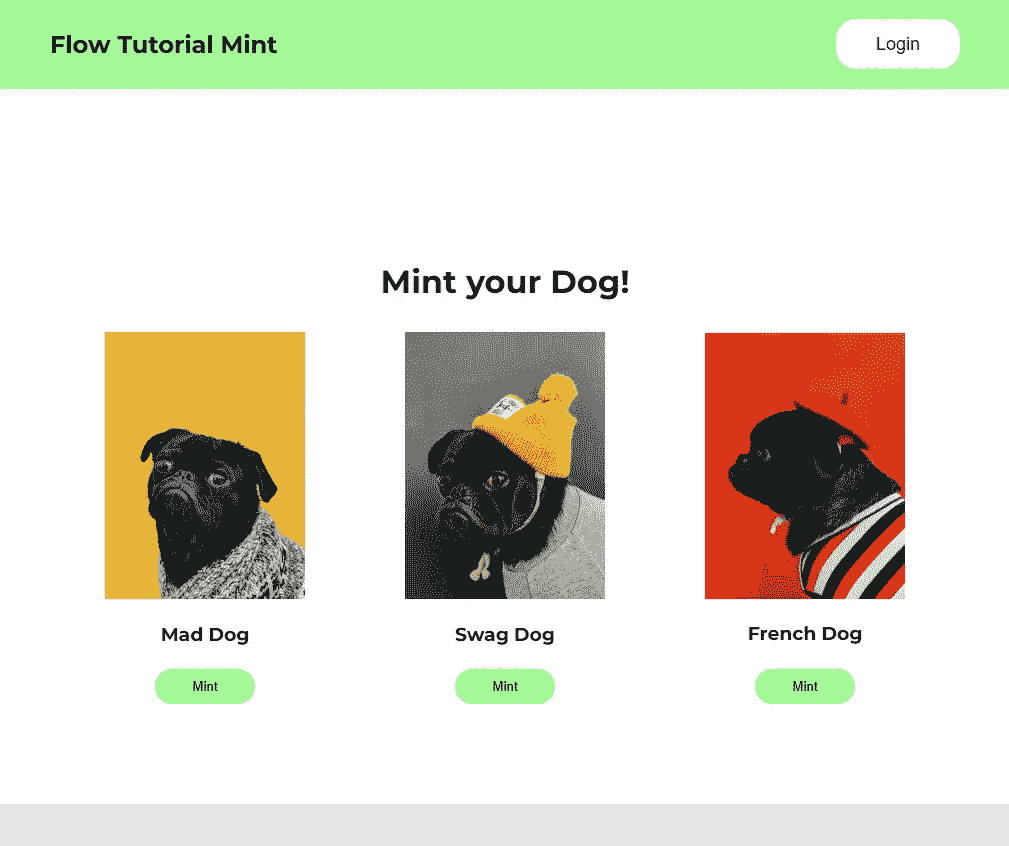 Flow Tutorial Mint
Login
Mint your Dog!
Mad Dog
Swag Dog
French Dog
Mint
Mint
Mint